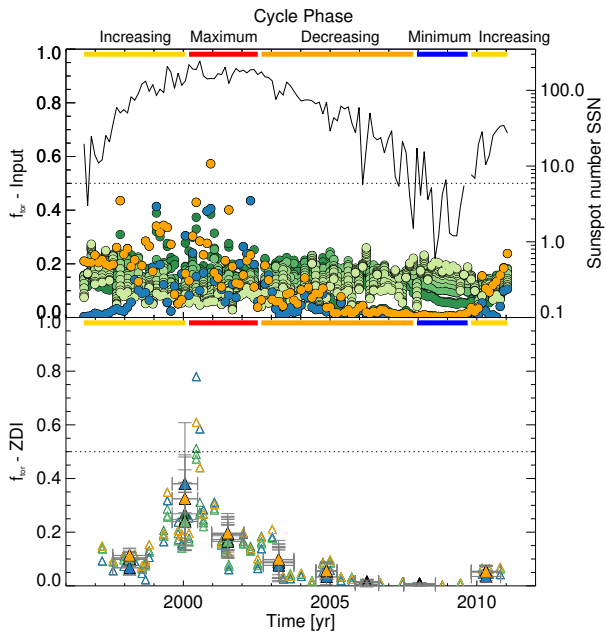 Cycle Phase
Increasing Maximum Decreasing Minimum Increasing
1.0
0.8
0.6
0.4
0.2
0.0
f_tor - Input
100.0
10.0
1.0
0.1
Sunspot number SSN
1.0
0.8
0.6
0.4
0.2
0.0
f_tor - ZDI
2000 2005 2010
Time [yr]